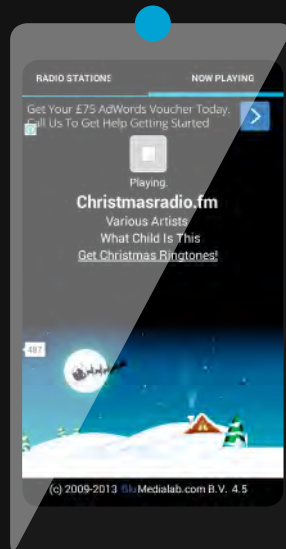 RADIO STATIONS
NOW PLAYING
Get Your £75 AdWords Voucher Today.
Call Us To Get Help Getting Started
Playing.
Christmasradio.fm
Various Artists
What Child Is This
Get Christmas Ringtones!
487
(c) 2009-2013 BluMedialab.com B.V. 4.5